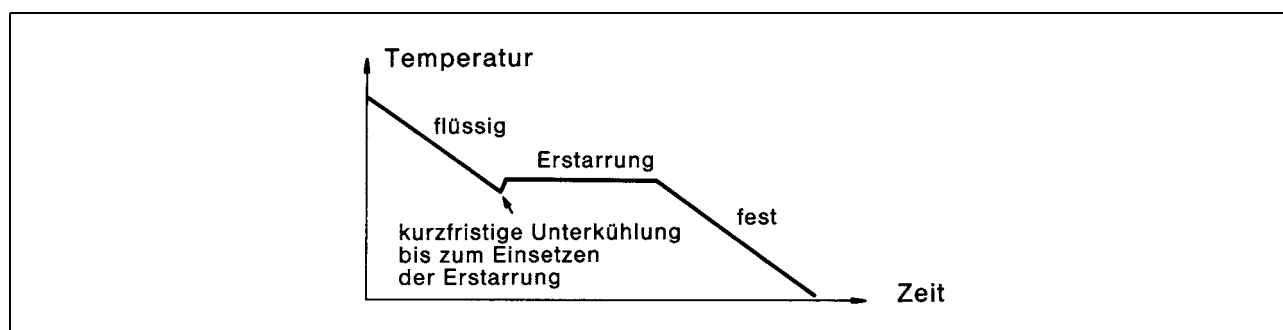 Temperatur
flüssig
Erstarrung
kurzfristige Unterkühlung
bis zum Einsetzen
der Erstarrung
fest
Zeit